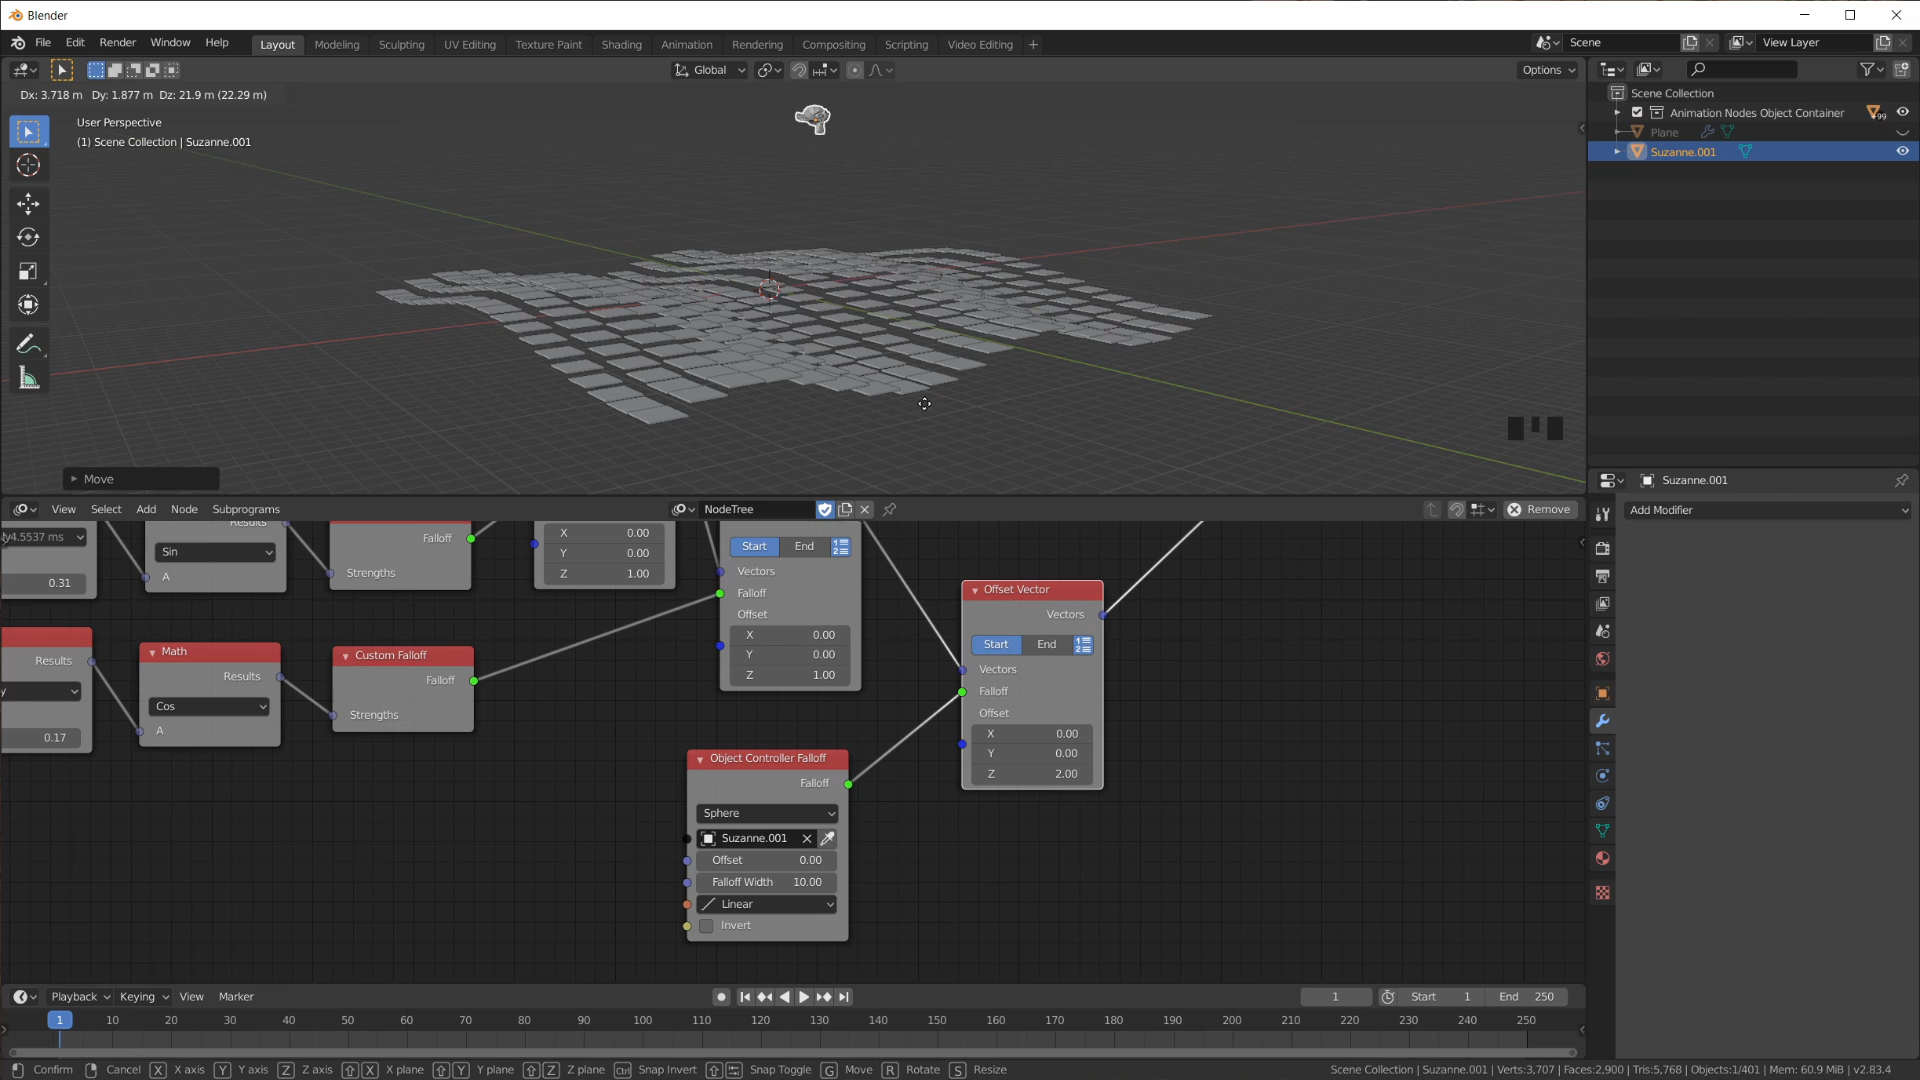 Blender
File Edit Render Window Help
Layout Modeling Sculpting UV Editing Texture Paint Shading Animation Rendering Compositing Scripting Video Editing +
Scene
View Layer
Global
Options
Dx: 3.718 m Dy: 1.877 m Dz: 21.9 m (22.29 m)
User Perspective
(1) Scene Collection | Suzanne.001
Move
Scene Collection
Animation Nodes Object Container 99
Plane
Suzanne.001
Suzanne.001
Add Modifier
View Select Add Node Subprograms
NodeTree
Remove
4.5537 ms
0.31
Results
Sin
A
Falloff
Strengths
X 0.00
Y 0.00
Z 1.00
Start End
Vectors
Falloff
Offset
X 0.00
Y 0.00
Z 1.00
Offset Vector
Vectors
Start End
Vectors
Falloff
Offset
X 0.00
Y 0.00
Z 2.00
Results
y
0.17
Math
Results
Cos
A
Custom Falloff
Falloff
Strengths
Object Controller Falloff
Falloff
Sphere
Suzanne.001
Offset 0.00
Falloff Width 10.00
Linear
Invert
Playback Keying View Marker
1
Start 1
End 250
1 10 20 30 40 50 60 70 80 90 100 110 120 130 140 150 160 170 180 190 200 210 220 230 240 250
Confirm Cancel X X axis Y Y axis Z Z axis X X plane Y Y plane Z Z plane Ctrl Snap Invert Snap Toggle G Move R Rotate S Resize
Scene Collection | Suzanne.001 | Verts:3,707 | Faces:2,900 | Tris:5,768 | Objects:1/401 | Mem: 60.9 MiB | v2.83.4